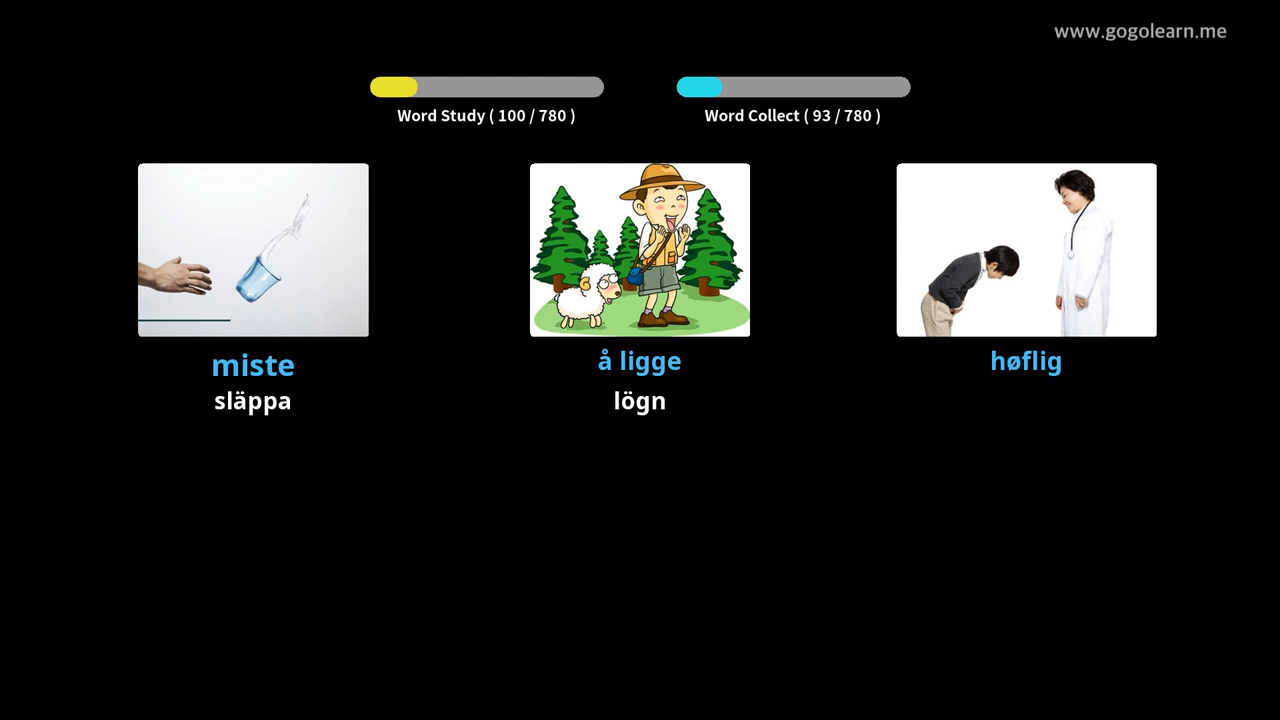 www.gogolearn.me
Word Study ( 100 / 780 )
Word Collect ( 93 / 780 )
miste
släppa
å ligge
lögn
høflig